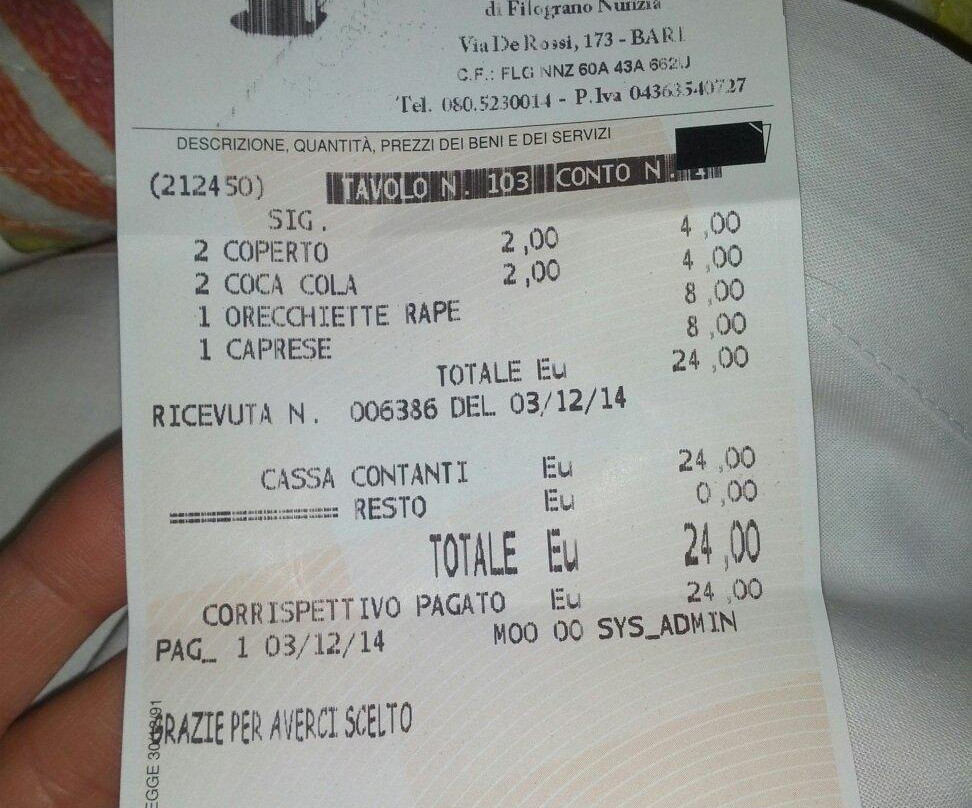 di Filograno Nunzia
Via De Rossi, 173 - BARI
C.F.: FLG NNZ 60A 43A 662U
Tel. 080.5230014 - P.Iva 04363540727
DESCRIZIONE, QUANTITÀ, PREZZI DEI BENI E DEI SERVIZI
(212450) TAVOLO N. 103 CONTO N.
SIG.
2 COPERTO 2,00 4,00
2 COCA COLA 2,00 4,00
1 ORECCHIETTE RAPE 8,00
1 CAPRESE 8,00
TOTALE Eu 24,00
RICEVUTA N. 006386 DEL 03/12/14
CASSA CONTANTI Eu 24,00
================ RESTO Eu 0,00
TOTALE Eu 24,00
CORRISPETTIVO PAGATO Eu 24,00
PAG_ 1 03/12/14 M00 00 SYS_ADMIN
GRAZIE PER AVERCI SCELTO